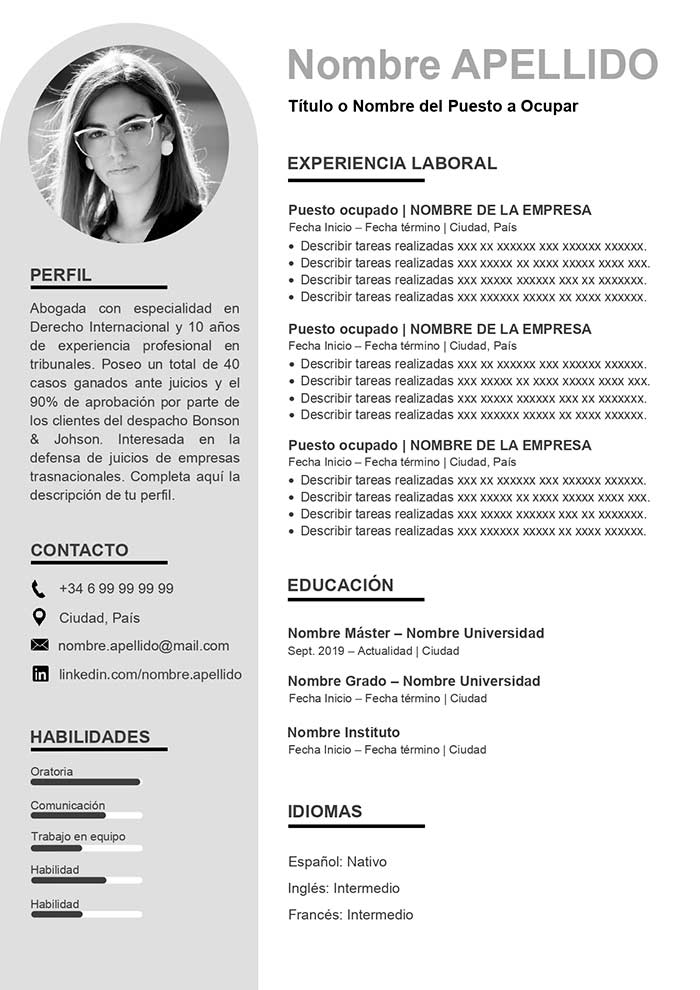 Nombre APELLIDO
Título o Nombre del Puesto a Ocupar
PERFIL
Abogada con especialidad en
Derecho Internacional y 10 años
de experiencia profesional en
tribunales. Poseo un total de 40
casos ganados ante juicios y el
90% de aprobación por parte de
los clientes del despacho Bonson
& Johson. Interesada en la
defensa de juicios de empresas
trasnacionales. Completa aquí la
descripción de tu perfil.
CONTACTO
+34 6 99 99 99 99
Ciudad, País
nombre.apellido@mail.com
linkedin.com/nombre.apellido
HABILIDADES
Oratoria
Comunicación
Trabajo en equipo
Habilidad
Habilidad
EXPERIENCIA LABORAL
Puesto ocupado | NOMBRE DE LA EMPRESA
Fecha Inicio – Fecha término | Ciudad, País
• Describir tareas realizadas xxx xx xxxxxx xxx xxxxxx xxxxxx.
• Describir tareas realizadas xxx xxxxx xx xxxx xxxxx xxxx xxx.
• Describir tareas realizadas xxx xxxxxx xxxxx xxx xx xxxxxxx.
• Describir tareas realizadas xxx xxxxxx xxxxx xx xxxx xxxxxx.
Puesto ocupado | NOMBRE DE LA EMPRESA
Fecha Inicio – Fecha término | Ciudad, País
• Describir tareas realizadas xxx xx xxxxxx xxx xxxxxx xxxxxx.
• Describir tareas realizadas xxx xxxxx xx xxxx xxxxx xxxx xxx.
• Describir tareas realizadas xxx xxxxxx xxxxx xxx xx xxxxxxx.
• Describir tareas realizadas xxx xxxxxx xxxxx xx xxxx xxxxxx.
Puesto ocupado | NOMBRE DE LA EMPRESA
Fecha Inicio – Fecha término | Ciudad, País
• Describir tareas realizadas xxx xx xxxxxx xxx xxxxxx xxxxxx.
• Describir tareas realizadas xxx xxxxx xx xxxx xxxxx xxxx xxx.
• Describir tareas realizadas xxx xxxxxx xxxxx xxx xx xxxxxxx.
• Describir tareas realizadas xxx xxxxxx xxxxx xx xxxx xxxxxx.
EDUCACIÓN
Nombre Máster – Nombre Universidad
Sept. 2019 – Actualidad | Ciudad
Nombre Grado – Nombre Universidad
Fecha Inicio – Fecha término | Ciudad
Nombre Instituto
Fecha Inicio – Fecha término | Ciudad
IDIOMAS
Español: Nativo
Inglés: Intermedio
Francés: Intermedio